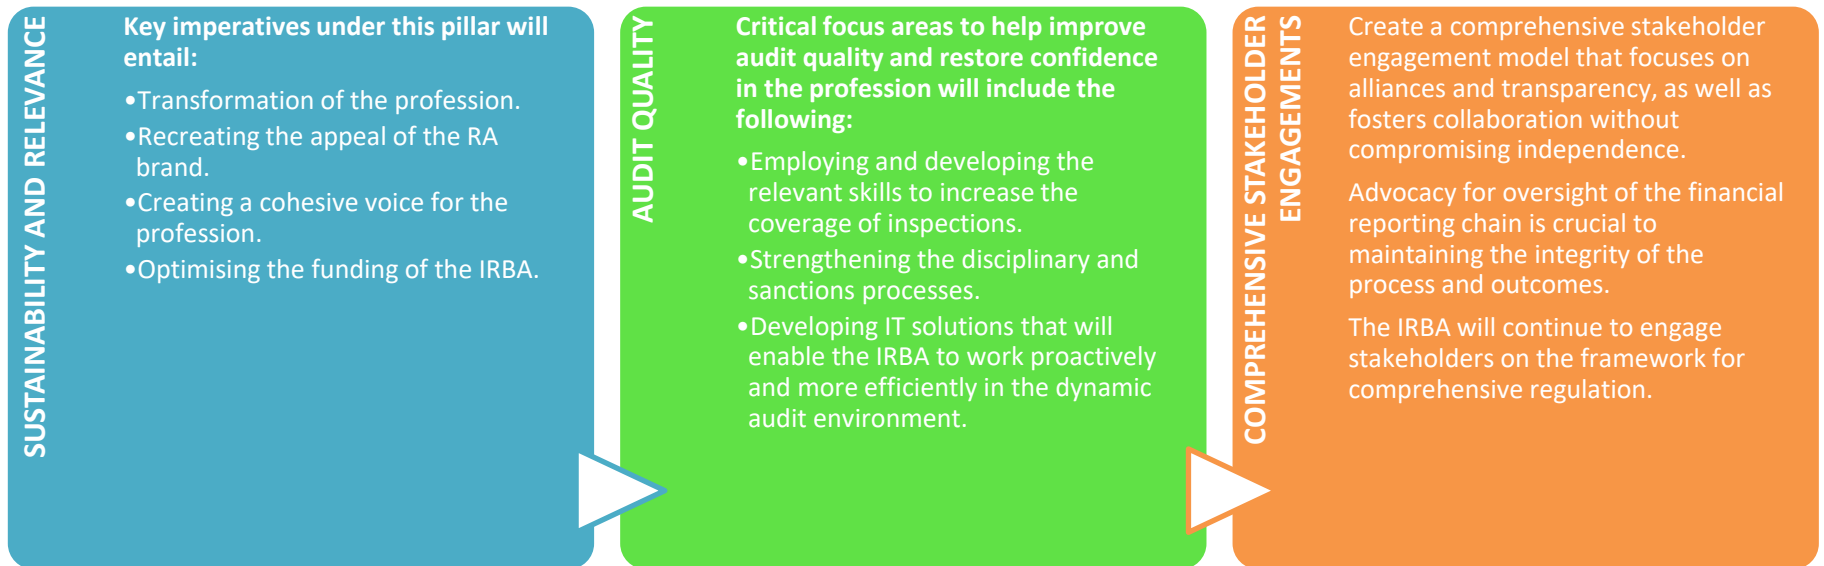 SUSTAINABILITY AND RELEVANCE
Key imperatives under this pillar will
entail:
•Transformation of the profession.
•Recreating the appeal of the RA
brand.
•Creating a cohesive voice for the
profession.
•Optimising the funding of the IRBA.
AUDIT QUALITY
Critical focus areas to help improve
audit quality and restore confidence
in the profession will include the
following:
•Employing and developing the
relevant skills to increase the
coverage of inspections.
•Strengthening the disciplinary and
sanctions processes.
•Developing IT solutions that will
enable the IRBA to work proactively
and more efficiently in the dynamic
audit environment.
COMPREHENSIVE STAKEHOLDER
ENGAGEMENTS
Create a comprehensive stakeholder
engagement model that focuses on
alliances and transparency, as well as
fosters collaboration without
compromising independence.
Advocacy for oversight of the financial
reporting chain is crucial to
maintaining the integrity of the
process and outcomes.
The IRBA will continue to engage
stakeholders on the framework for
comprehensive regulation.